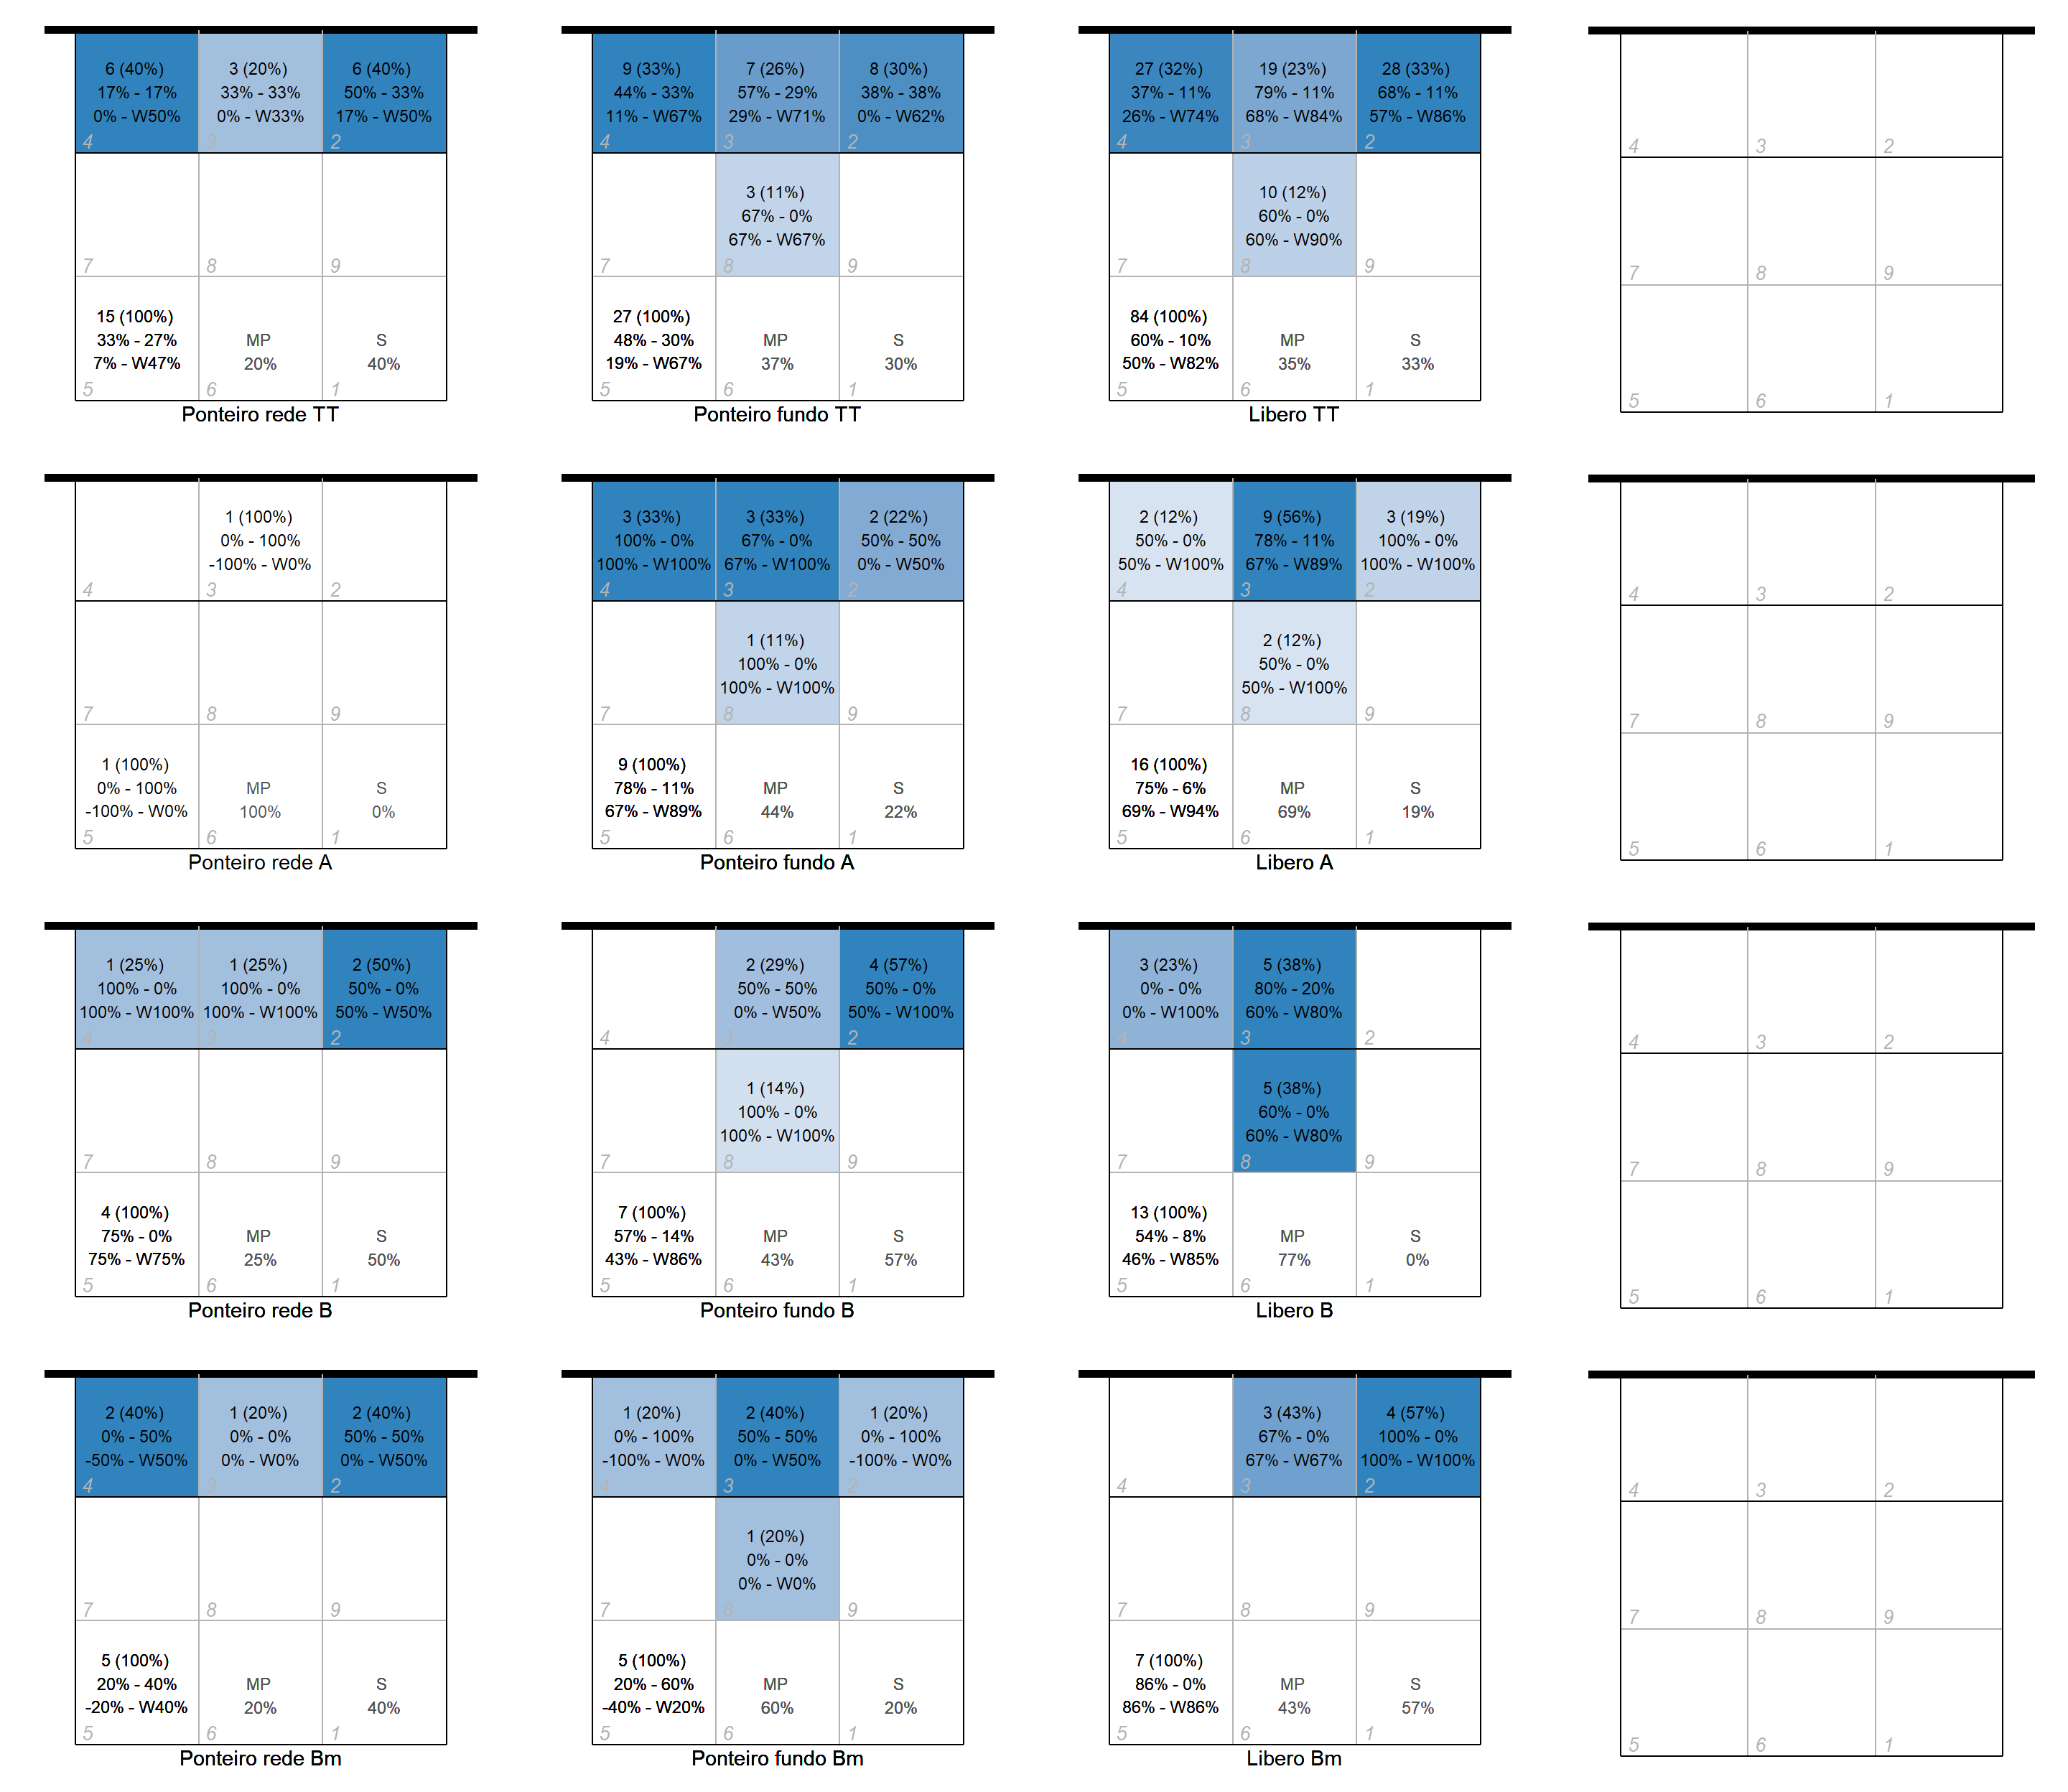 6 (40%)
17% - 17%
0% - W50%
4
3 (20%)
33% - 33%
0% - W33%
3
6 (40%)
50% - 33%
17% - W50%
2
7
8
9
15 (100%)
33% - 27%
7% - W47%
5
MP
20%
6
S
40%
1
Ponteiro rede TT
9 (33%)
44% - 33%
11% - W67%
4
7 (26%)
57% - 29%
29% - W71%
3
8 (30%)
38% - 38%
0% - W62%
2
7
3 (11%)
67% - 0%
67% - W67%
8
9
27 (100%)
48% - 30%
19% - W67%
5
MP
37%
6
S
30%
1
Ponteiro fundo TT
27 (32%)
37% - 11%
26% - W74%
4
19 (23%)
79% - 11%
68% - W84%
3
28 (33%)
68% - 11%
57% - W86%
2
7
10 (12%)
60% - 0%
60% - W90%
8
9
84 (100%)
60% - 10%
50% - W82%
5
MP
35%
6
S
33%
1
Libero TT
4
3
2
7
8
9
5
6
1
4
1 (100%)
0% - 100%
-100% - W0%
3
2
7
8
9
1 (100%)
0% - 100%
-100% - W0%
5
MP
100%
6
S
0%
1
Ponteiro rede A
3 (33%)
100% - 0%
100% - W100%
4
3 (33%)
67% - 0%
67% - W100%
3
2 (22%)
50% - 50%
0% - W50%
2
7
1 (11%)
100% - 0%
100% - W100%
8
9
9 (100%)
78% - 11%
67% - W89%
5
MP
44%
6
S
22%
1
Ponteiro fundo A
2 (12%)
50% - 0%
50% - W100%
4
9 (56%)
78% - 11%
67% - W89%
3
3 (19%)
100% - 0%
100% - W100%
2
7
2 (12%)
50% - 0%
50% - W100%
8
9
16 (100%)
75% - 6%
69% - W94%
5
MP
69%
6
S
19%
1
Libero A
4
3
2
7
8
9
5
6
1
1 (25%)
100% - 0%
100% - W100%
4
1 (25%)
100% - 0%
100% - W100%
3
2 (50%)
50% - 0%
50% - W50%
2
7
8
9
4 (100%)
75% - 0%
75% - W75%
5
MP
25%
6
S
50%
1
Ponteiro rede B
4
2 (29%)
50% - 50%
0% - W50%
3
4 (57%)
50% - 0%
50% - W100%
2
7
1 (14%)
100% - 0%
100% - W100%
8
9
7 (100%)
57% - 14%
43% - W86%
5
MP
43%
6
S
57%
1
Ponteiro fundo B
3 (23%)
0% - 0%
0% - W100%
4
5 (38%)
80% - 20%
60% - W80%
3
2
7
5 (38%)
60% - 0%
60% - W80%
8
9
13 (100%)
54% - 8%
46% - W85%
5
MP
77%
6
S
0%
1
Libero B
4
3
2
7
8
9
5
6
1
2 (40%)
0% - 50%
-50% - W50%
4
1 (20%)
0% - 0%
0% - W0%
3
2 (40%)
50% - 50%
0% - W50%
2
7
8
9
5 (100%)
20% - 40%
-20% - W40%
5
MP
20%
6
S
40%
1
Ponteiro rede Bm
1 (20%)
0% - 100%
-100% - W0%
4
2 (40%)
50% - 50%
0% - W50%
3
1 (20%)
0% - 100%
-100% - W0%
2
7
1 (20%)
0% - 0%
0% - W0%
8
9
5 (100%)
20% - 60%
-40% - W20%
5
MP
60%
6
S
20%
1
Ponteiro fundo Bm
4
3 (43%)
67% - 0%
67% - W67%
3
4 (57%)
100% - 0%
100% - W100%
2
7
8
9
7 (100%)
86% - 0%
86% - W86%
5
MP
43%
6
S
57%
1
Libero Bm
4
3
2
7
8
9
5
6
1